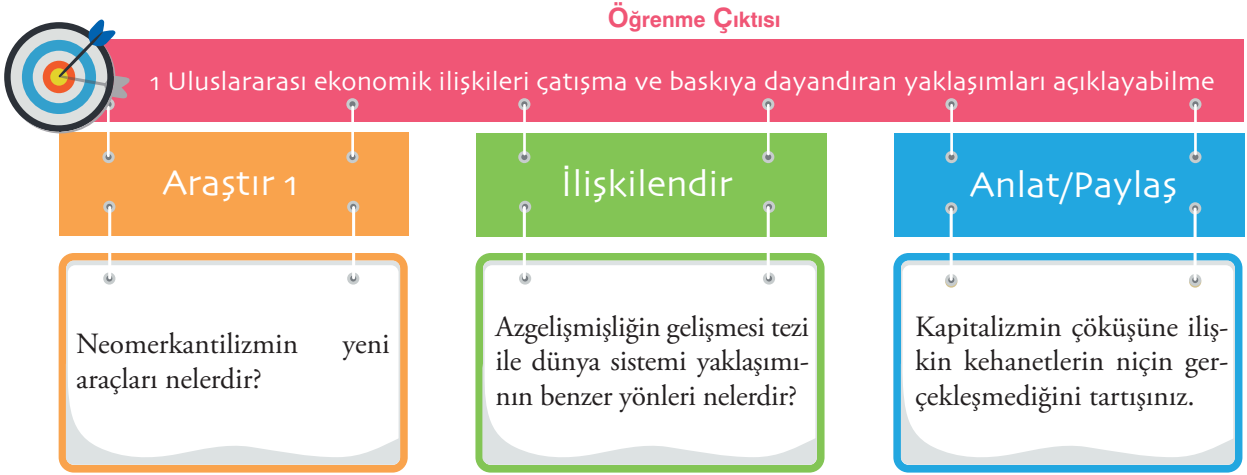 Öğrenme Çıktısı
1 Uluslararası ekonomik ilişkileri çatışma ve baskıya dayandıran yaklaşımları açıklayabilme
Araştır 1
Neomerkantilizmin yeni
araçları nelerdir?
İlişkilendir
Azgelişmişliğin gelişmesi tezi
ile dünya sistemi yaklaşımı-
nın benzer yönleri nelerdir?
Anlat/Paylaş
Kapitalizmin çöküşüne iliş-
kin kehanetlerin niçin ger-
çekleşmediğini tartışınız.